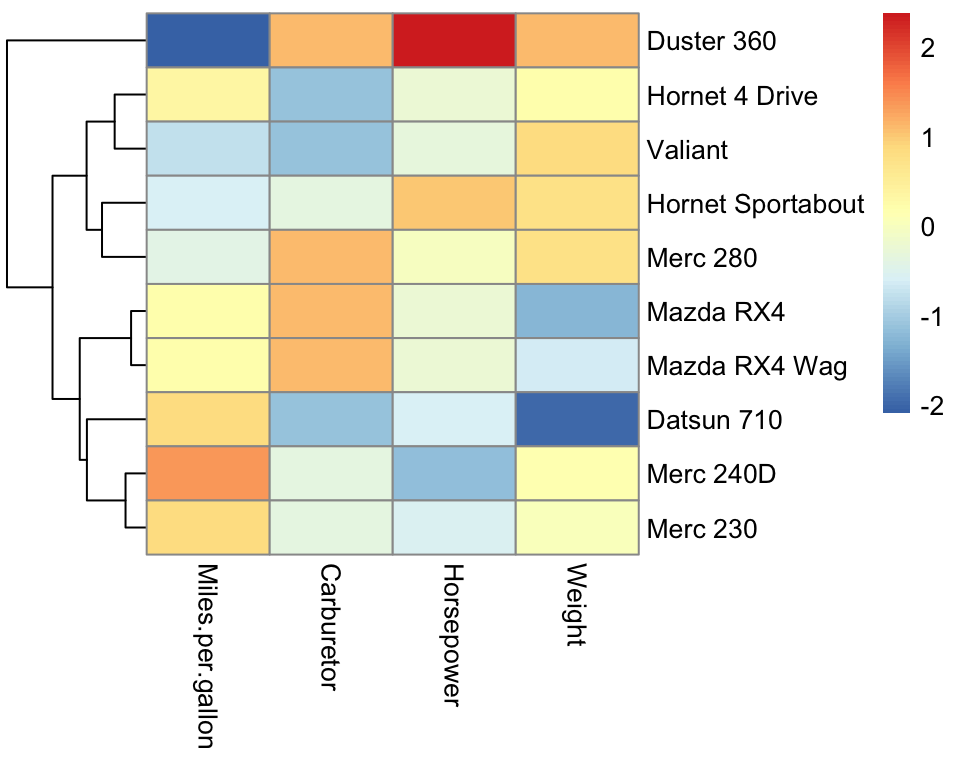 Duster 360
Hornet 4 Drive
Valiant
Hornet Sportabout
Merc 280
Mazda RX4
Mazda RX4 Wag
Datsun 710
Merc 240D
Merc 230
2
1
0
-1
-2
Miles.per.gallon
Carburetor
Horsepower
Weight